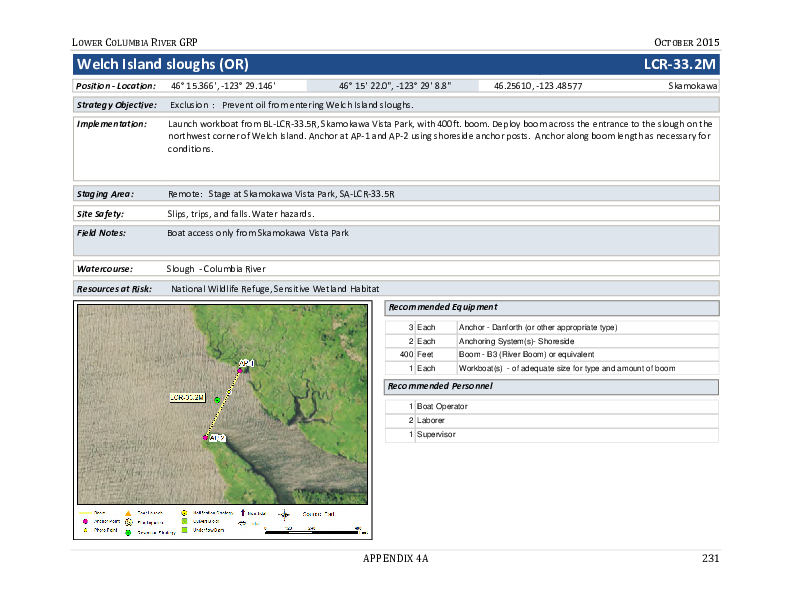 LOWER COLUMBIA RIVER GRP OCTOBER 2015
Welch Island sloughs (OR) LCR-33.2M
Position - Location: 46° 15.366', -123° 29.146' 46° 15' 22.0", -123° 29' 8.8" 46.25610, -123.48577 Skamokawa
Strategy Objective: Exclusion : Prevent oil from entering Welch Island sloughs.
Implementation: Launch workboat from BL-LCR-33.5R, Skamokawa Vista Park, with 400ft. boom. Deploy boom across the entrance to the slough on the
northwest corner of Welch Island. Anchor at AP-1 and AP-2 using shoreside anchor posts. Anchor along boom length as necessary for
conditions.
Staging Area: Remote: Stage at Skamokawa Vista Park, SA-LCR-33.5R
Site Safety: Slips, trips, and falls. Water hazards.
Field Notes: Boat access only from Skamokawa Vista Park
Watercourse: Slough - Columbia River
Resources at Risk: National Wildlife Refuge, Sensitive Wetland Habitat
Recommended Equipment
3 Each Anchor - Danforth (or other appropriate type)
2 Each Anchoring System(s)- Shoreside
400 Feet Boom - B3 (River Boom) or equivalent
1 Each Workboat(s) - of adequate size for type and amount of boom
Recommended Personnel
1 Boat Operator
2 Laborer
1 Supervisor
AP-1
LCR-33.2M
AP-2
Anchor Point
Photo Point
Notification Strategy
APPENDIX 4A 231